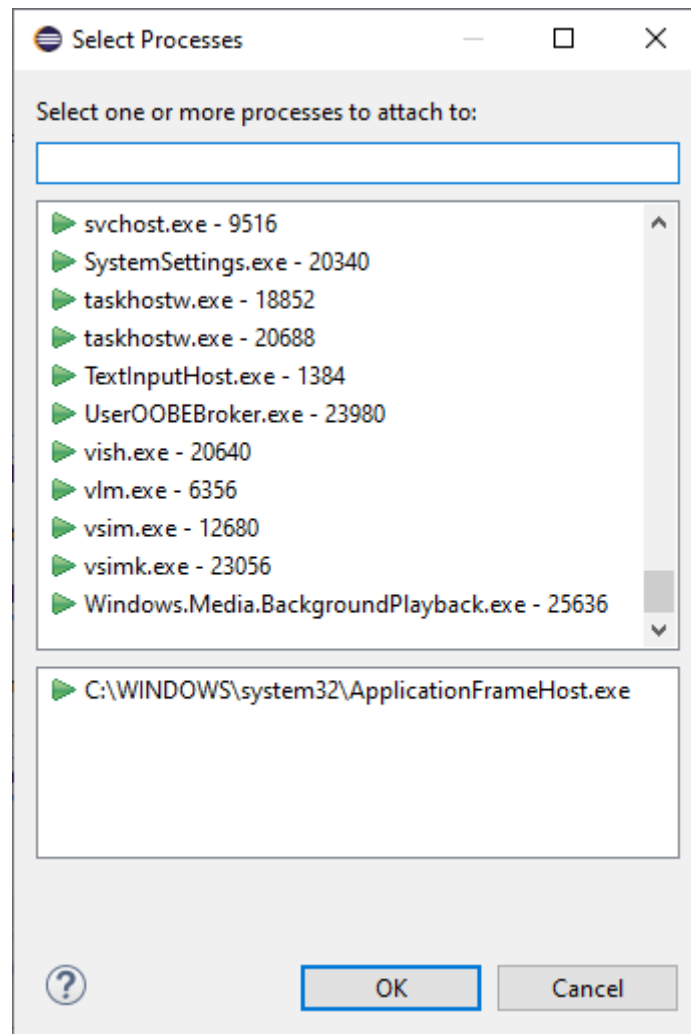 Select Processes
Select one or more processes to attach to:
svchost.exe - 9516
SystemSettings.exe - 20340
taskhostw.exe - 18852
taskhostw.exe - 20688
TextInputHost.exe - 1384
UserOOBEBroker.exe - 23980
vish.exe - 20640
vlm.exe - 6356
vsim.exe - 12680
vsimk.exe - 23056
Windows.Media.BackgroundPlayback.exe - 25636
C:\WINDOWS\system32\ApplicationFrameHost.exe
?
OK
Cancel